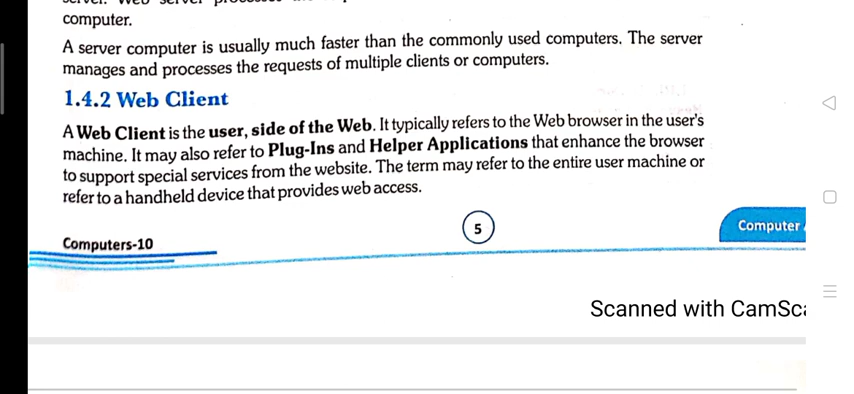 computer.
A server computer is usually much faster than the commonly used computers. The server
manages and processes the requests of multiple clients or computers.
1.4.2 Web Client
A Web Client is the user, side of the Web. It typically refers to the Web browser in the user's
machine. It may also refer to Plug-Ins and Helper Applications that enhance the browser
to support special services from the website. The term may refer to the entire user machine or
refer to a handheld device that provides web access.
Computers-10
5
Computer
Scanned with CamSca